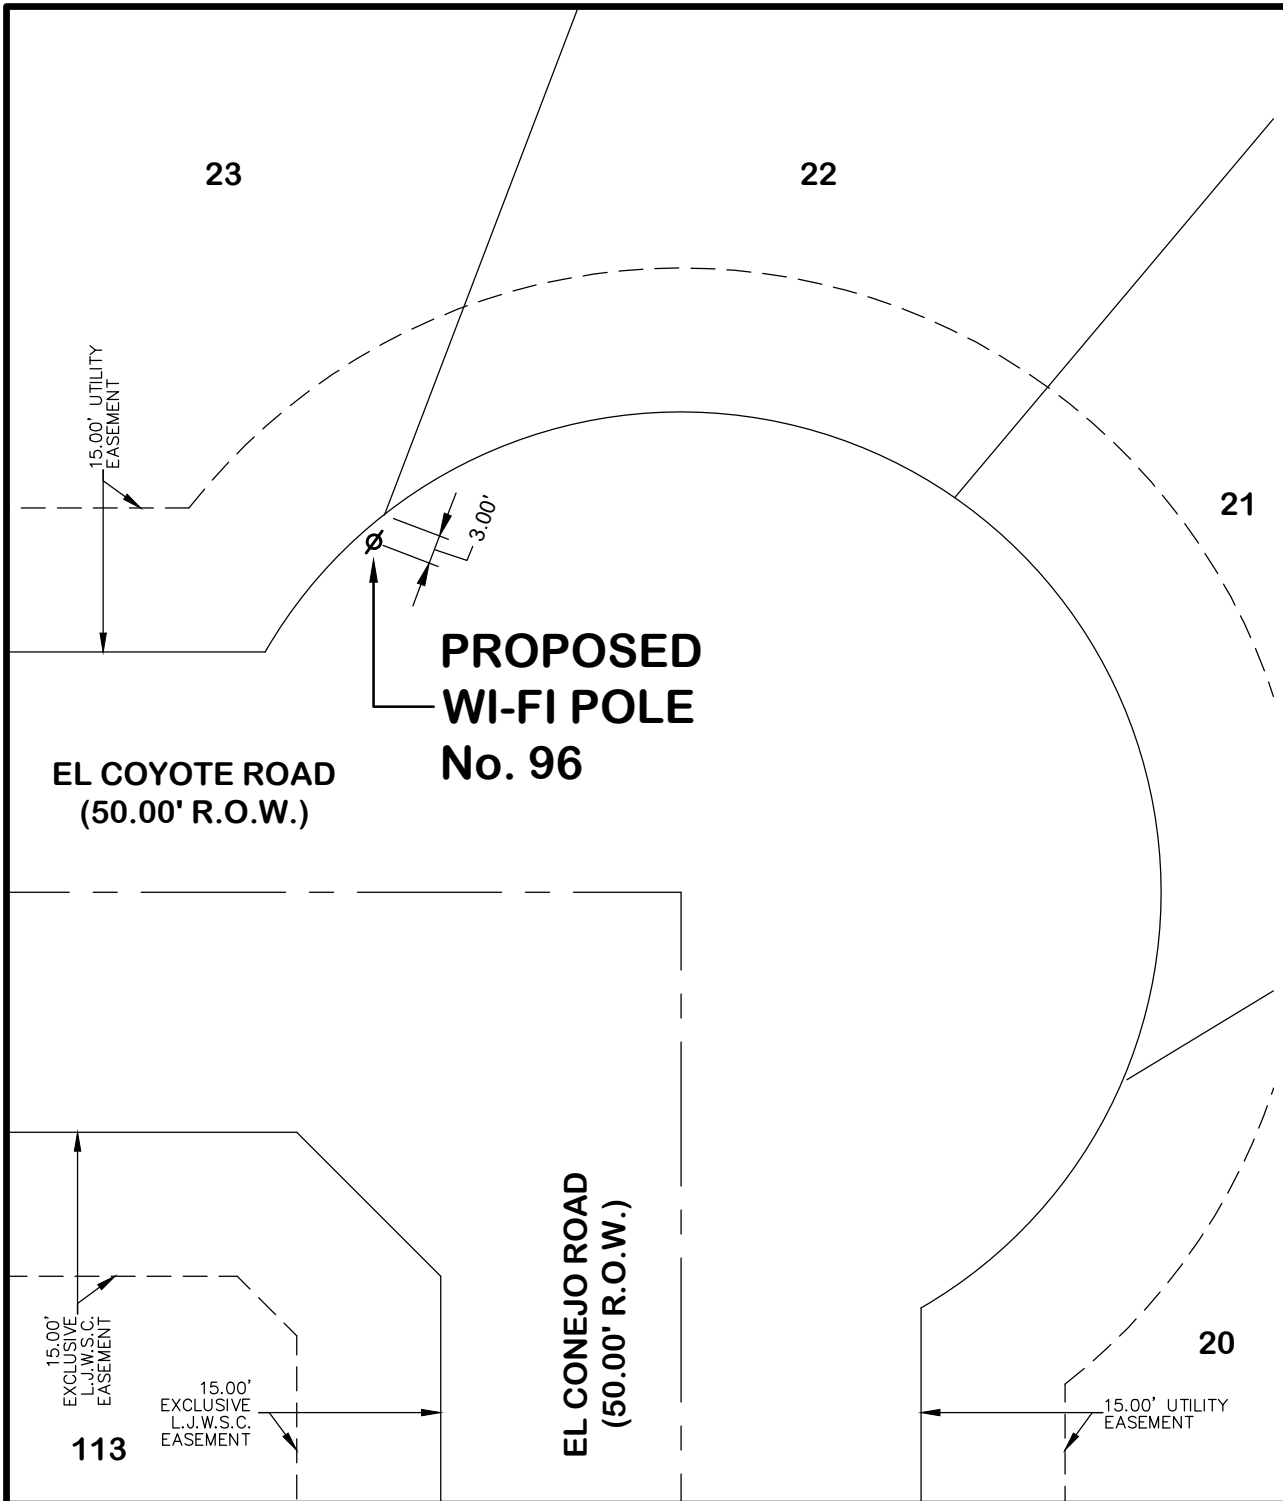 23
22
15.00' UTILITY
EASEMENT
21
3.00'
PROPOSED
WI-FI POLE
No. 96
EL COYOTE ROAD
(50.00' R.O.W.)
EL CONEJO ROAD
(50.00' R.O.W.)
15.00'
EXCLUSIVE
L.J.W.S.C.
EASEMENT
15.00'
EXCLUSIVE
L.J.W.S.C.
EASEMENT
113
20
15.00' UTILITY
EASEMENT